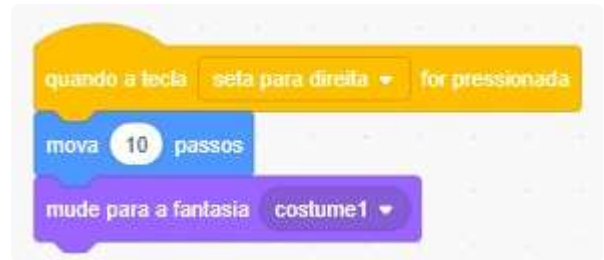 quando a tecla seta para direita for pressionada
mova 10 passos
mude para a fantasia costume1